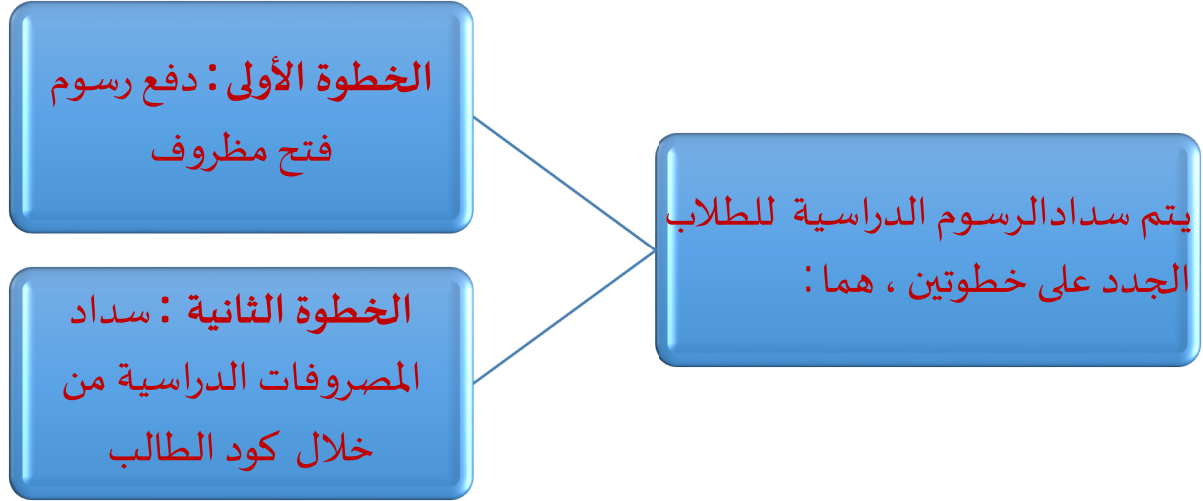 يتم سدادالرسوم الدراسية للطلاب
الجدد على خطوتين ، هما :
الخطوة الأولى : دفع رسوم
فتح مظروف
الخطوة الثانية : سداد
المصروفات الدراسية من
خلال كود الطالب